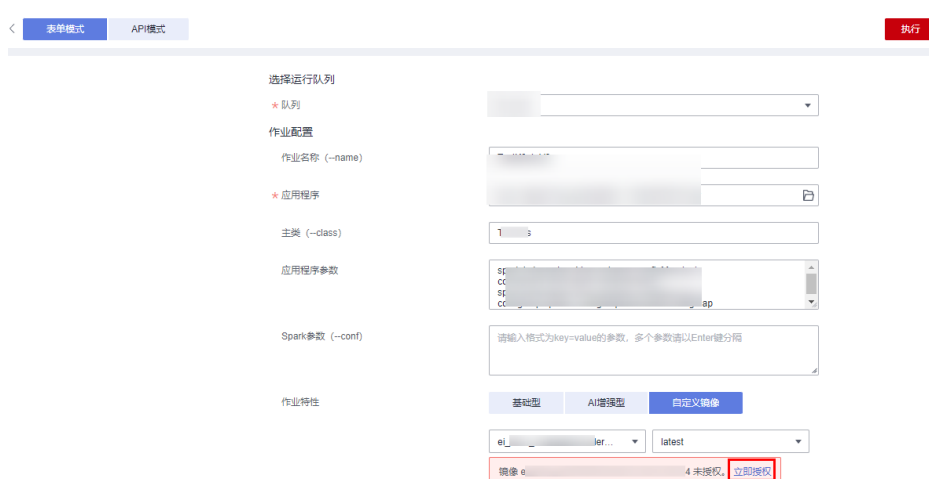 表单模式 API模式 执行
选择运行队列
* 队列
作业配置
作业名称（--name）
* 应用程序
主类（--class）
应用程序参数
Spark参数（--conf） 请输入格式为key=value的参数，多个参数请以Enter键分隔
作业特性 基础型 AI增强型 自定义镜像
latest
镜像 未授权。 立即授权